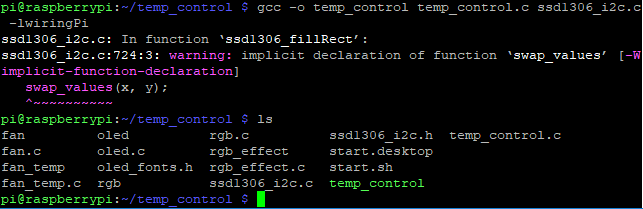 pi@raspberrypi:~/temp_control $ gcc -o temp_control temp_control.c ssd1306_i2c.c
 -lwiringPi
ssd1306_i2c.c: In function ‘ssd1306_fillRect’:
ssd1306_i2c.c:724:3: warning: implicit declaration of function ‘swap_values’ [-W
implicit-function-declaration]
   swap_values(x, y);
   ^~~~~~~~~~~
pi@raspberrypi:~/temp_control $ ls
fan oled rgb.c ssd1306_i2c.h temp_control.c
fan.c oled.c rgb_effect start.desktop
fan_temp oled_fonts.h rgb_effect.c start.sh
fan_temp.c rgb ssd1306_i2c.c temp_control
pi@raspberrypi:~/temp_control $